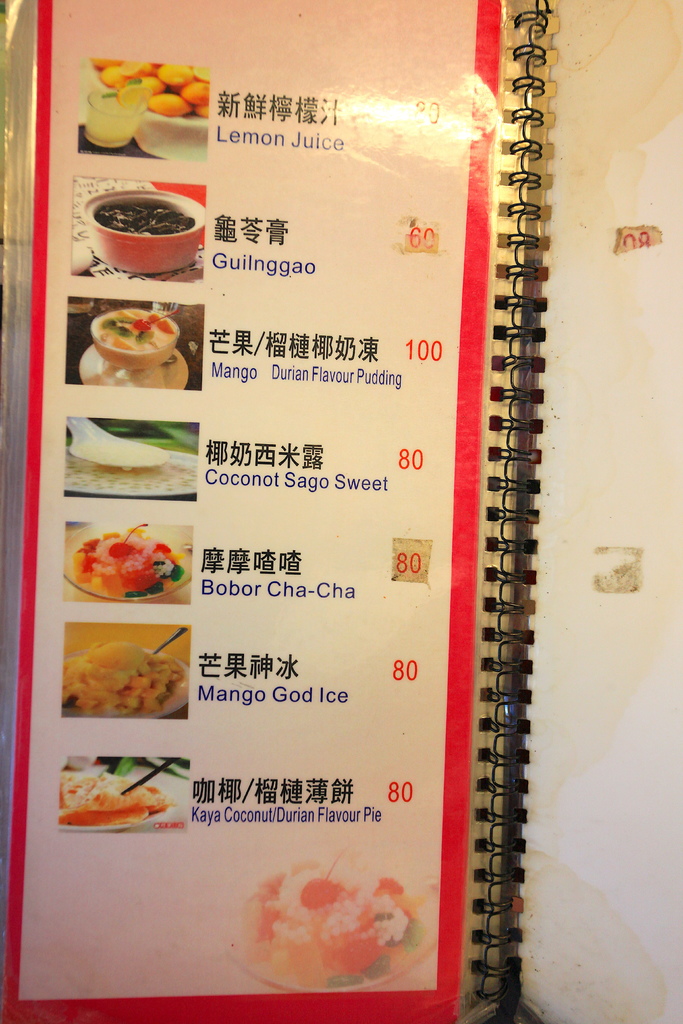 新鮮檸檬汁 80
Lemon Juice
龜苓膏 60
Guilnggao
芒果/榴槤椰奶凍 100
Mango Durian Flavour Pudding
椰奶西米露 80
Coconot Sago Sweet
摩摩喳喳 80
Bobor Cha-Cha
芒果神冰 80
Mango God Ice
咖椰/榴槤薄餅 80
Kaya Coconut/Durian Flavour Pie